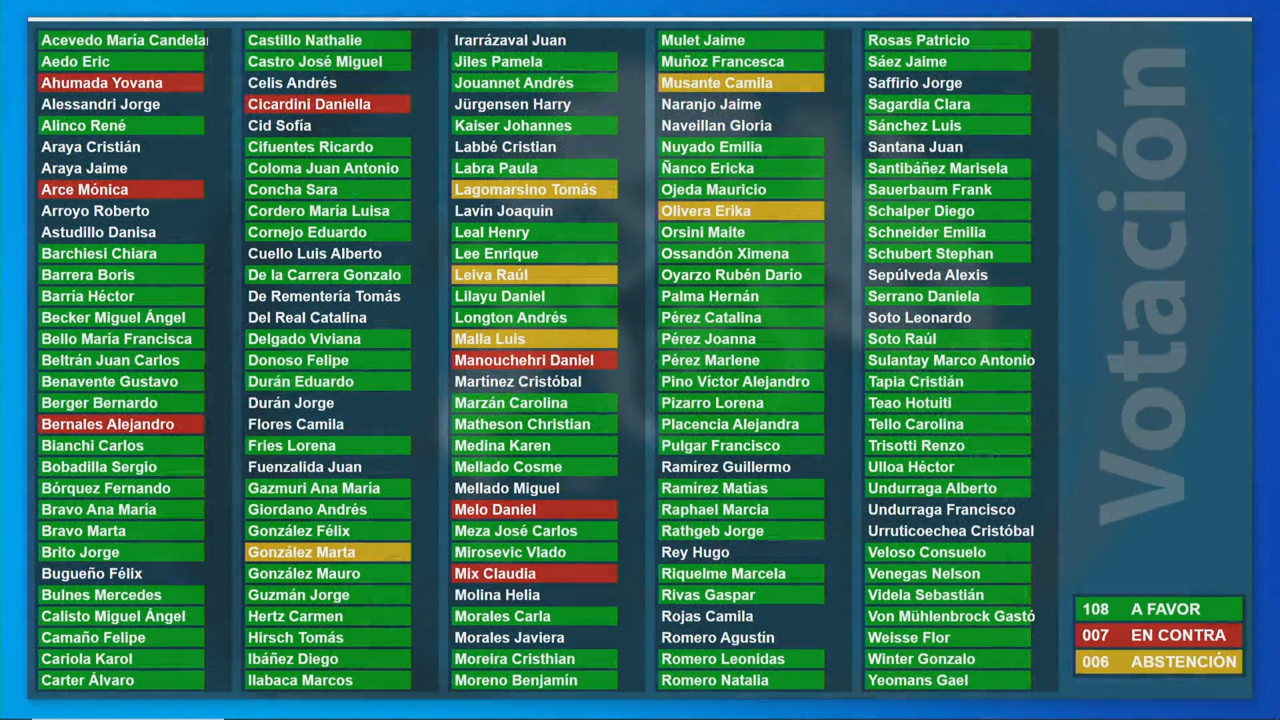 Acevedo María Candelar
Aedo Eric
Ahumada Yovana
Alessandri Jorge
Alinco René
Araya Cristián
Araya Jaime
Arce Mónica
Arroyo Roberto
Astudillo Danisa
Barchiesi Chiara
Barrera Boris
Barría Héctor
Becker Miguel Ángel
Bello María Francisca
Beltrán Juan Carlos
Benavente Gustavo
Berger Bernardo
Bernales Alejandro
Bianchi Carlos
Bobadilla Sergio
Bórquez Fernando
Bravo Ana María
Bravo Marta
Brito Jorge
Bugueño Félix
Bulnes Mercedes
Calisto Miguel Ángel
Camaño Felipe
Cariola Karol
Carter Álvaro
Castillo Nathalie
Castro José Miguel
Celis Andrés
Cicardini Daniella
Cid Sofía
Cifuentes Ricardo
Coloma Juan Antonio
Concha Sara
Cordero María Luisa
Cornejo Eduardo
Cuello Luis Alberto
De la Carrera Gonzalo
De Rementería Tomás
Del Real Catalina
Delgado Viviana
Donoso Felipe
Durán Eduardo
Durán Jorge
Flores Camila
Fries Lorena
Fuenzalida Juan
Gazmuri Ana María
Giordano Andrés
González Félix
González Marta
González Mauro
Guzmán Jorge
Hertz Carmen
Hirsch Tomás
Ibáñez Diego
Ilabaca Marcos
Irarrázaval Juan
Jiles Pamela
Jouannet Andrés
Jürgensen Harry
Kaiser Johannes
Labbé Cristian
Labra Paula
Lagomarsino Tomás
Lavín Joaquín
Leal Henry
Lee Enrique
Leiva Raúl
Lilayu Daniel
Longton Andrés
Malla Luis
Manouchehri Daniel
Martínez Cristóbal
Marzán Carolina
Matheson Christian
Medina Karen
Mellado Cosme
Mellado Miguel
Melo Daniel
Meza José Carlos
Mirosevic Vlado
Mix Claudia
Molina Helia
Morales Carla
Morales Javiera
Moreira Cristhian
Moreno Benjamín
Mulet Jaime
Muñoz Francesca
Musante Camila
Naranjo Jaime
Naveillan Gloria
Nuyado Emilia
Ñanco Ericka
Ojeda Mauricio
Olivera Erika
Orsini Maite
Ossandón Ximena
Oyarzo Rubén Darío
Palma Hernán
Pérez Catalina
Pérez Joanna
Pérez Marlene
Pino Víctor Alejandro
Pizarro Lorena
Placencia Alejandra
Pulgar Francisco
Ramírez Guillermo
Ramírez Matías
Raphael Marcia
Rathgeb Jorge
Rey Hugo
Riquelme Marcela
Rivas Gaspar
Rojas Camila
Romero Agustín
Romero Leonidas
Romero Natalia
Rosas Patricio
Sáez Jaime
Saffirio Jorge
Sagardia Clara
Sánchez Luis
Santana Juan
Santibáñez Marisela
Sauerbaum Frank
Schalper Diego
Schneider Emilia
Schubert Stephan
Sepúlveda Alexis
Serrano Daniela
Soto Leonardo
Soto Raúl
Sulantay Marco Antonio
Tapia Cristián
Teao Hotuiti
Tello Carolina
Trisotti Renzo
Ulloa Héctor
Undurraga Alberto
Undurraga Francisco
Urruticoechea Cristóbal
Veloso Consuelo
Venegas Nelson
Videla Sebastián
Von Mühlenbrock Gastó
Weisse Flor
Winter Gonzalo
Yeomans Gael
Votación
108 A FAVOR
007 EN CONTRA
006 ABSTENCIÓN